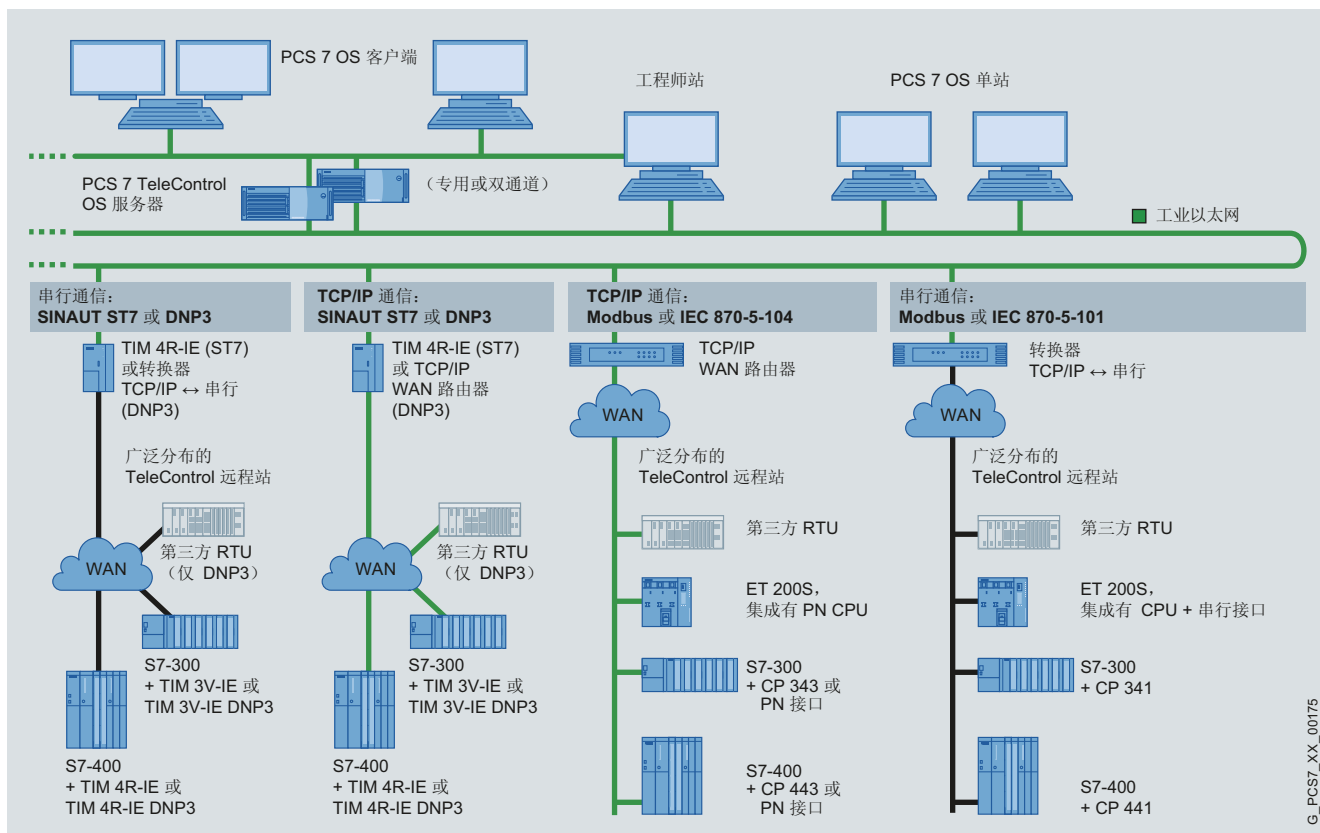 PCS 7 OS 客户端
工程师站
PCS 7 OS 单站
PCS 7 TeleControl
OS 服务器
（专用或双通道）
工业以太网
串行通信：
SINAUT ST7 或 DNP3
TIM 4R-IE (ST7)
或转换器
TCP/IP ↔ 串行
(DNP3)
广泛分布的
TeleControl 远程站
WAN
第三方 RTU
（仅 DNP3）
S7-300
+ TIM 3V-IE 或
TIM 3V-IE DNP3
S7-400
+ TIM 4R-IE 或
TIM 4R-IE DNP3
TCP/IP 通信：
SINAUT ST7 或 DNP3
TIM 4R-IE (ST7)
或 TCP/IP
WAN 路由器
(DNP3)
WAN
第三方 RTU
（仅 DNP3）
S7-300
+ TIM 3V-IE 或
TIM 3V-IE DNP3
S7-400
+ TIM 4R-IE 或
TIM 4R-IE DNP3
TCP/IP 通信：
Modbus 或 IEC 870-5-104
TCP/IP
WAN 路由器
WAN
广泛分布的
TeleControl 远程站
第三方 RTU
ET 200S，
集成有 PN CPU
S7-300
+ CP 343 或
PN 接口
S7-400
+ CP 443 或
PN 接口
串行通信：
Modbus 或 IEC 870-5-101
转换器
TCP/IP ↔ 串行
WAN
广泛分布的
TeleControl 远程站
第三方 RTU
ET 200S，
集成有 CPU + 串行接口
S7-300
+ CP 341
S7-400
+ CP 441
G_PCS7_XX_00175